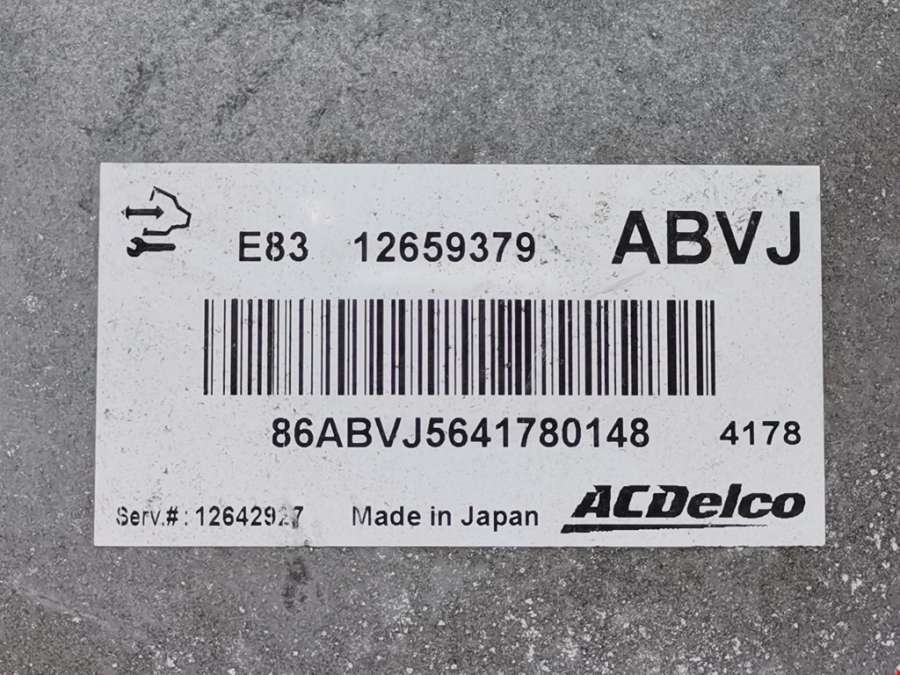 E83 12659379 ABVJ
86ABVJ5641780148 4178
Serv.#: 12642927 Made in Japan ACDelco